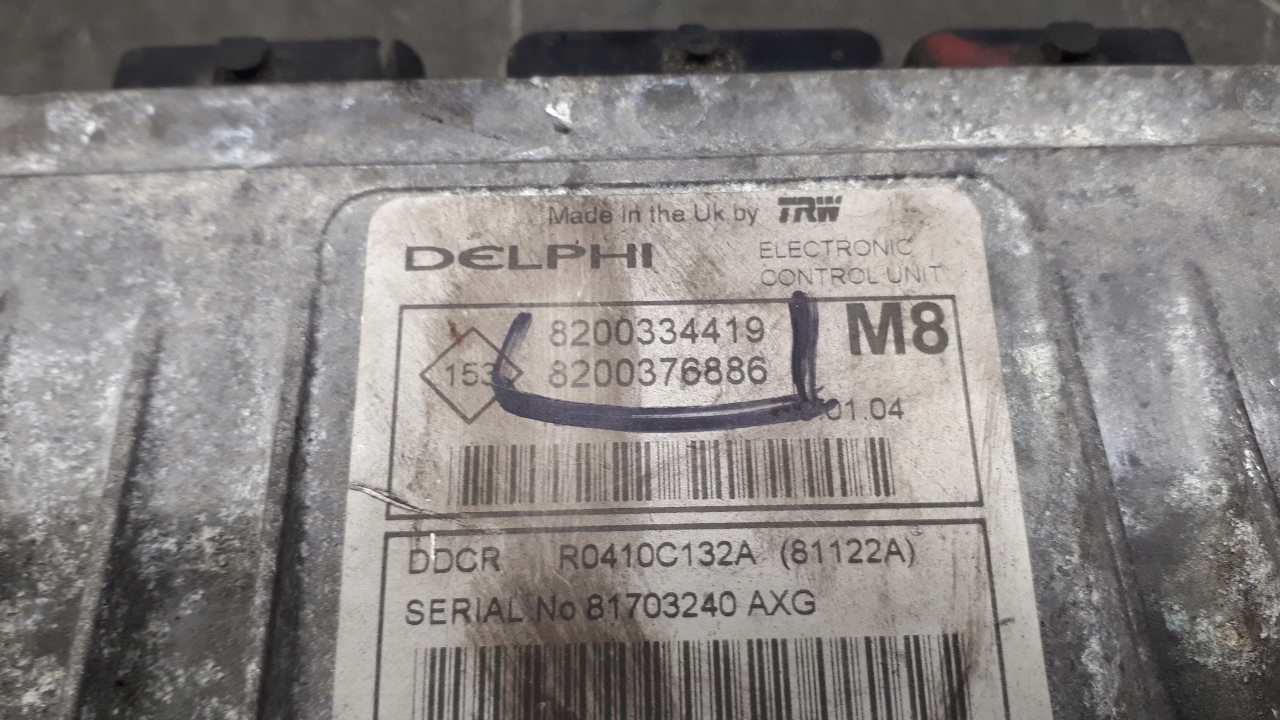 Made in the Uk by TRW
DELPHI
ELECTRONIC
CONTROL UNIT
8200334419
M8
153
8200376886
01.04
DDCR R0410C132A (81122A)
SERIAL No 81703240 AXG